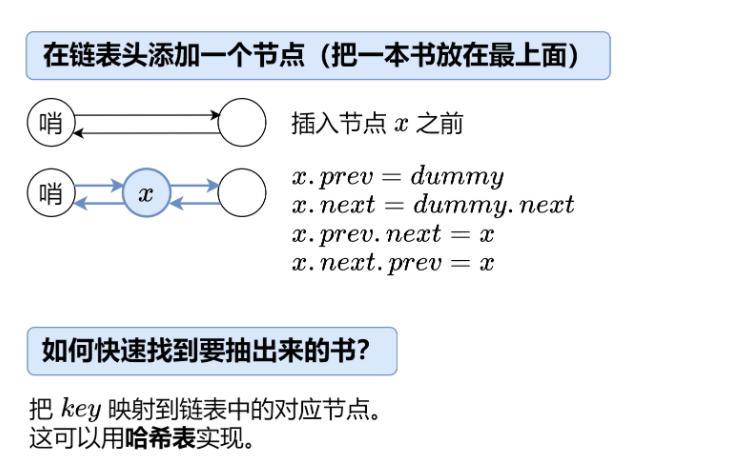 在链表头添加一个节点（把一本书放在最上面）
哨
插入节点 x 之前
哨
x
x.prev = dummy
x.next = dummy.next
x.prev.next = x
x.next.prev = x
如何快速找到要抽出来的书？
把 key 映射到链表中的对应节点。
这可以用哈希表实现。